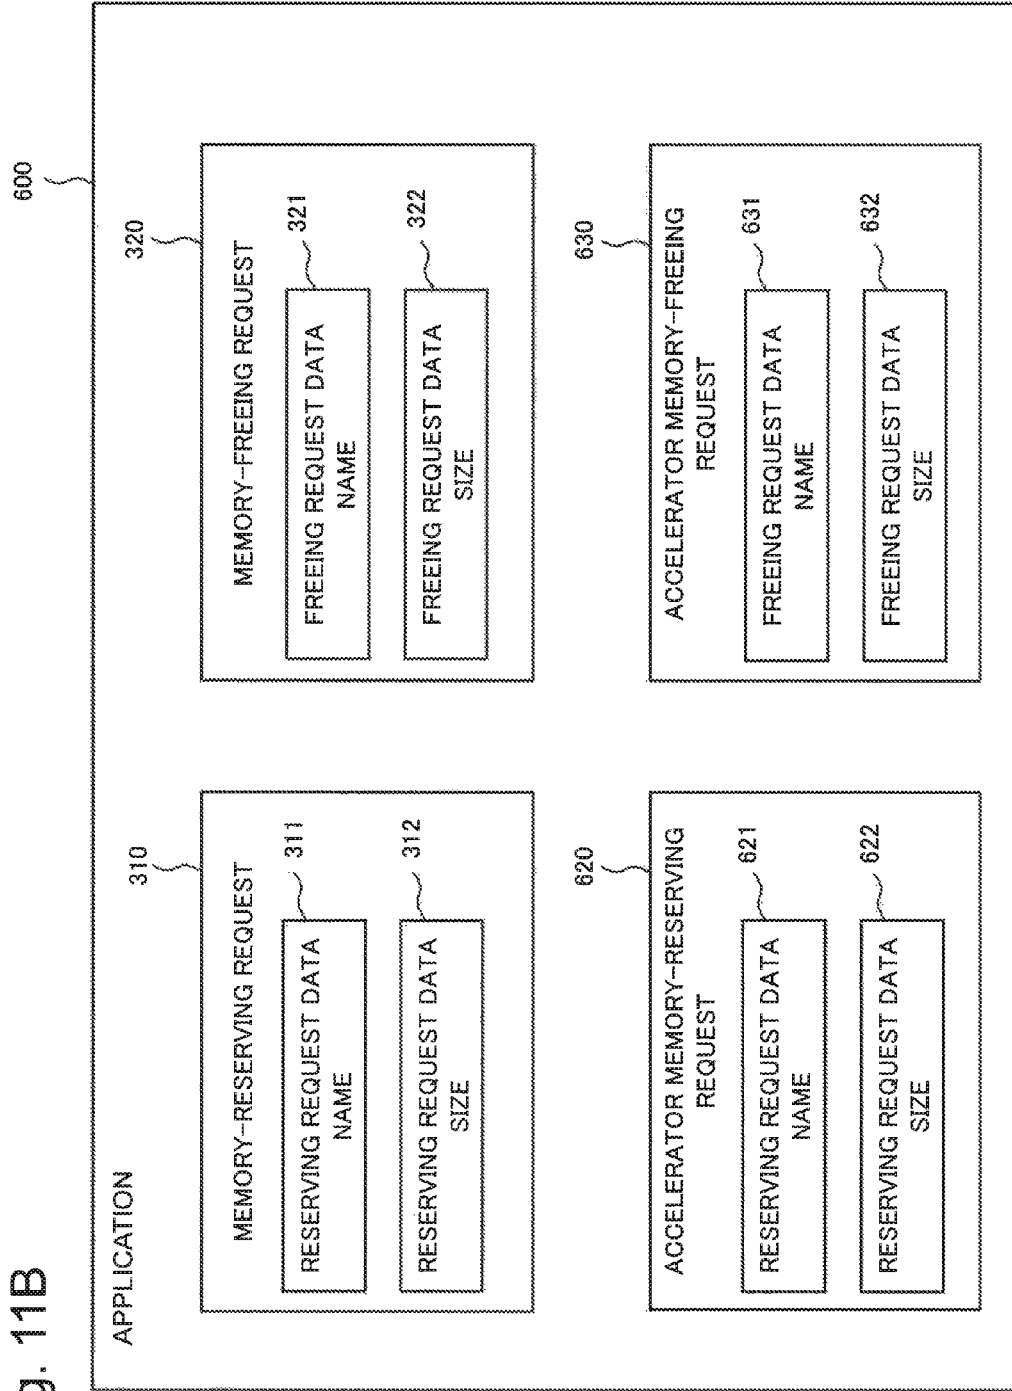 g. 11B
600
APPLICATION
310
MEMORY-RESERVING REQUEST
311
RESERVING REQUEST DATA
NAME
312
RESERVING REQUEST DATA
SIZE
320
MEMORY-FREEING REQUEST
321
FREEING REQUEST DATA
NAME
322
FREEING REQUEST DATA
SIZE
620
ACCELERATOR MEMORY-RESERVING
REQUEST
621
RESERVING REQUEST DATA
NAME
622
RESERVING REQUEST DATA
SIZE
630
ACCELERATOR MEMORY-FREEING
REQUEST
631
FREEING REQUEST DATA
NAME
632
FREEING REQUEST DATA
SIZE